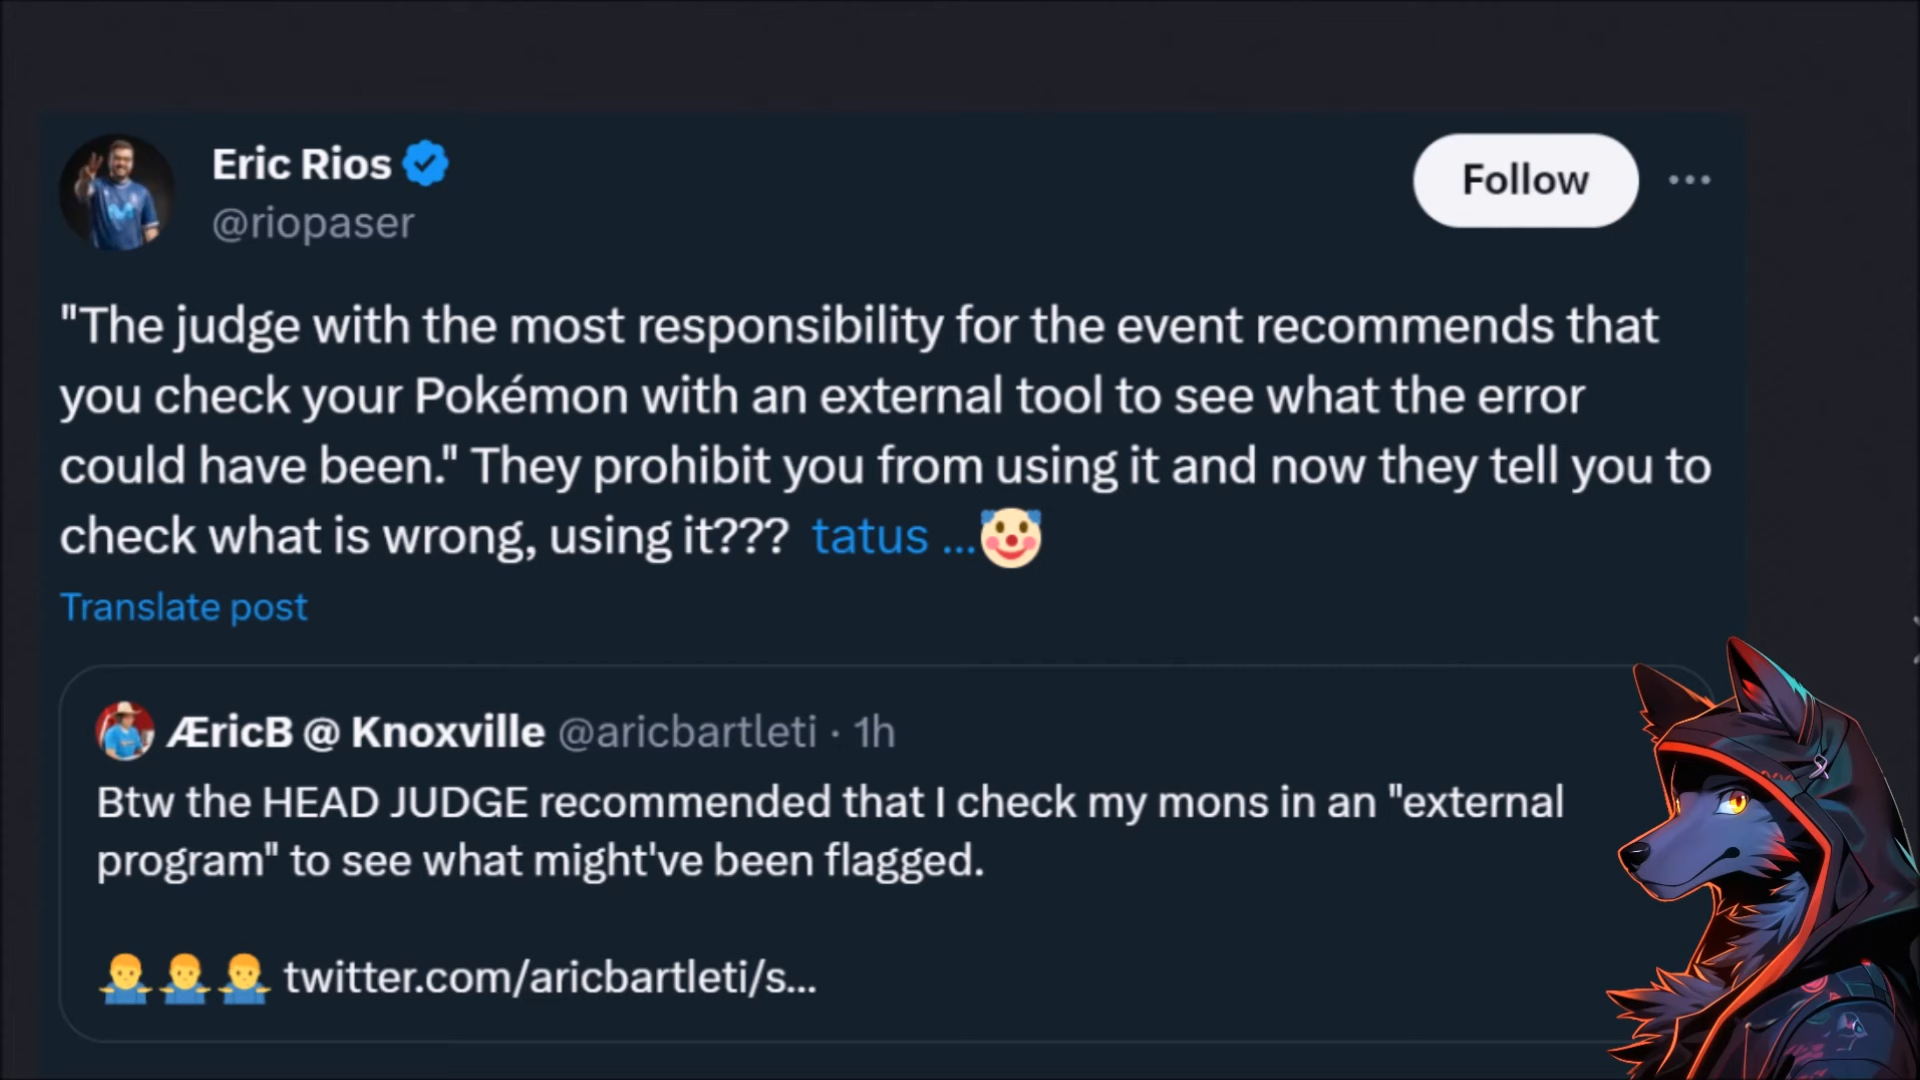 Eric Rios
@riopaser
Follow
"The judge with the most responsibility for the event recommends that
you check your Pokémon with an external tool to see what the error
could have been." They prohibit you from using it and now they tell you to
check what is wrong, using it??? tatus ...🤡
Translate post
ÆricB @ Knoxville @aricbartleti · 1h
Btw the HEAD JUDGE recommended that I check my mons in an "external
program" to see what might've been flagged.
🤷‍♂️🤷‍♂️🤷‍♂️ twitter.com/aricbartleti/s...